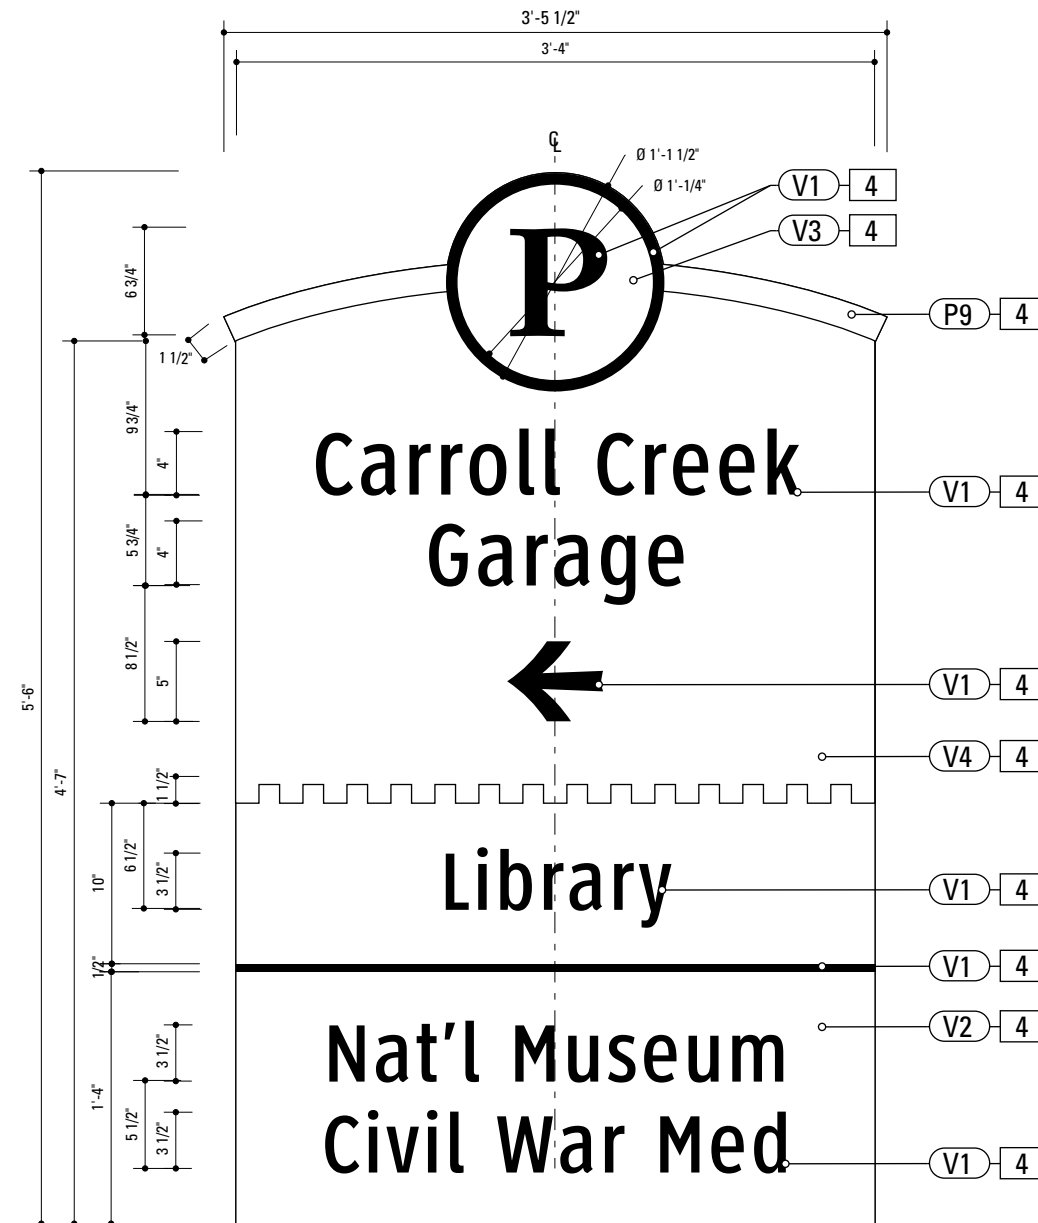 3'-5 1/2"
3'-4"
℄
Ø 1'-1 1/2"
Ø 1'-1/4"
V1 4
V3 4
P
6 3/4"
P9 4
1 1/2"
9 3/4"
4"
Carroll Creek
V1 4
5 3/4"
4"
Garage
8 1/2"
5"
V1 4
5'-6"
4'-7"
V4 4
1 1/2"
6 1/2"
10"
3 1/2"
Library
V1 4
1/2"
V1 4
V2 4
3 1/2"
Nat'l Museum
1'-4"
5 1/2"
3 1/2"
Civil War Med
V1 4